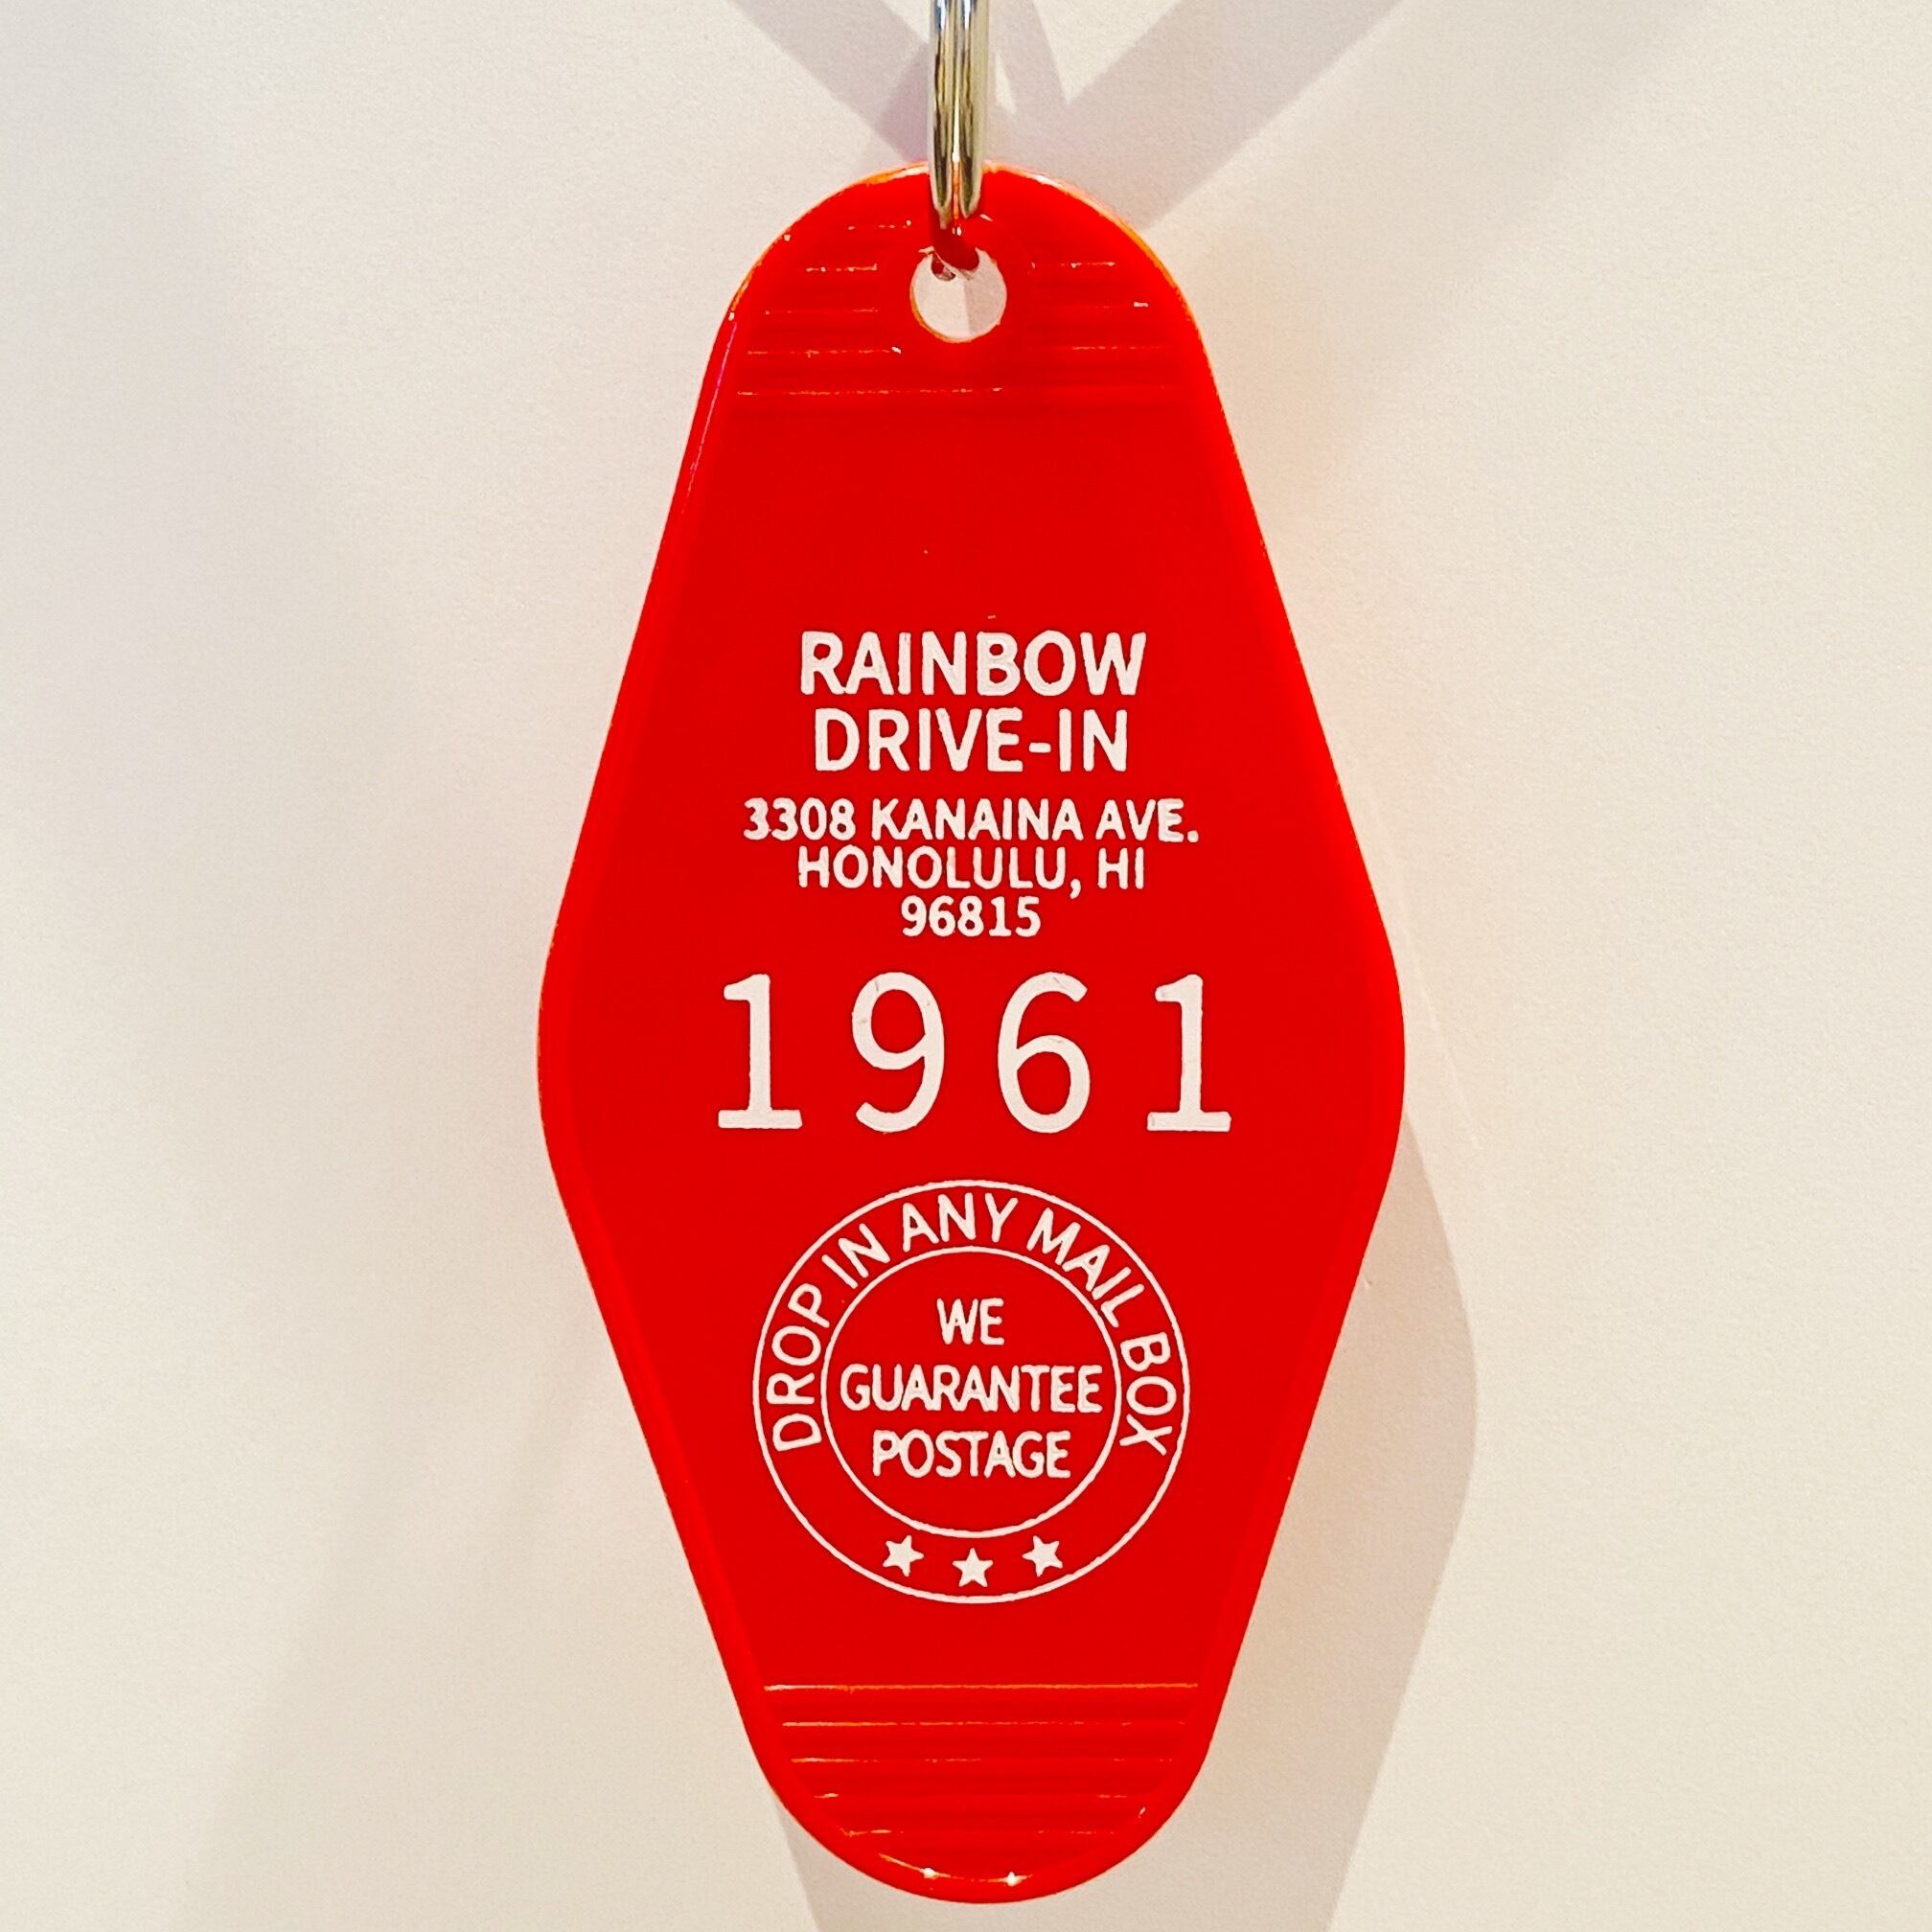 RAINBOW
DRIVE-IN
3308 KANAINA AVE.
HONOLULU, HI
96815
1961
DROP IN ANY MAIL BOX
WE
GUARANTEE
POSTAGE